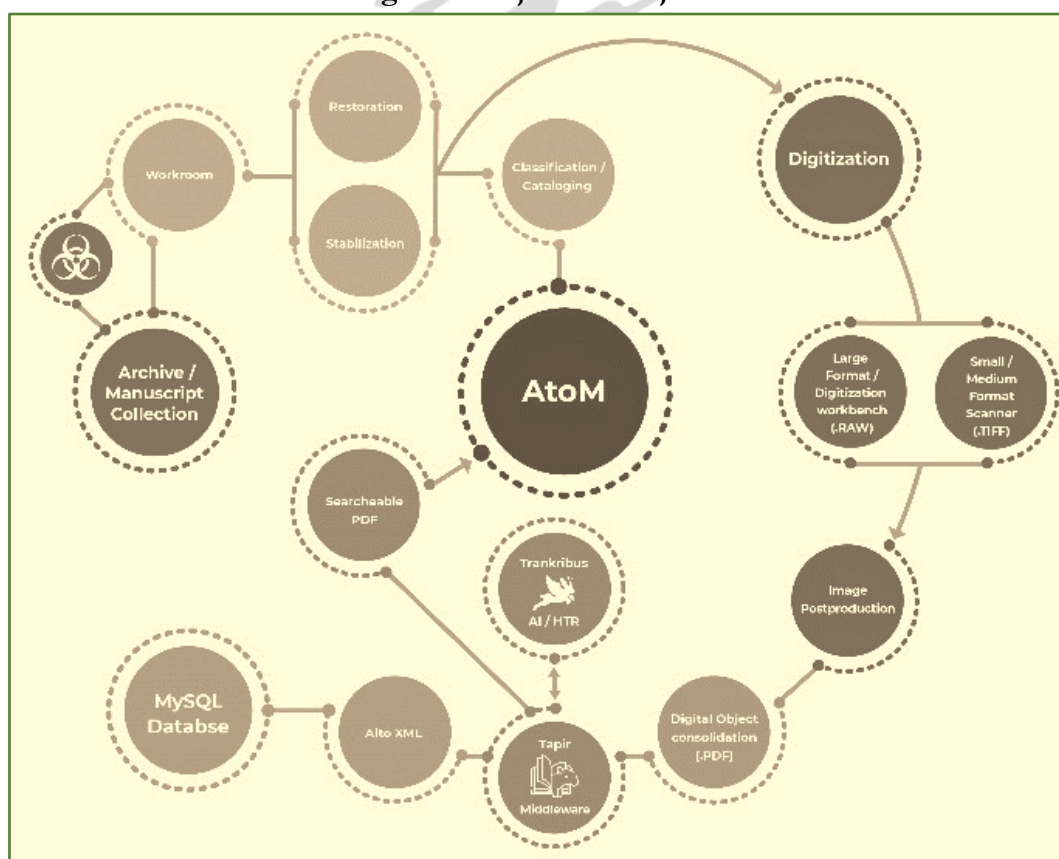 Restoration
Workroom
Stabilization
Classification /
Cataloging
Digitization
Archive /
Manuscript
Collection
AtoM
Large
Format /
Digitization
workbench
(.RAW)
Small /
Medium
Format
Scanner
(.TIFF)
Searcheable
PDF
Trankribus
AI / HTR
Image
Postproduction
MySQL
Databse
Alto XML
Tapir
Middleware
Digital Object
consolidation
(.PDF)